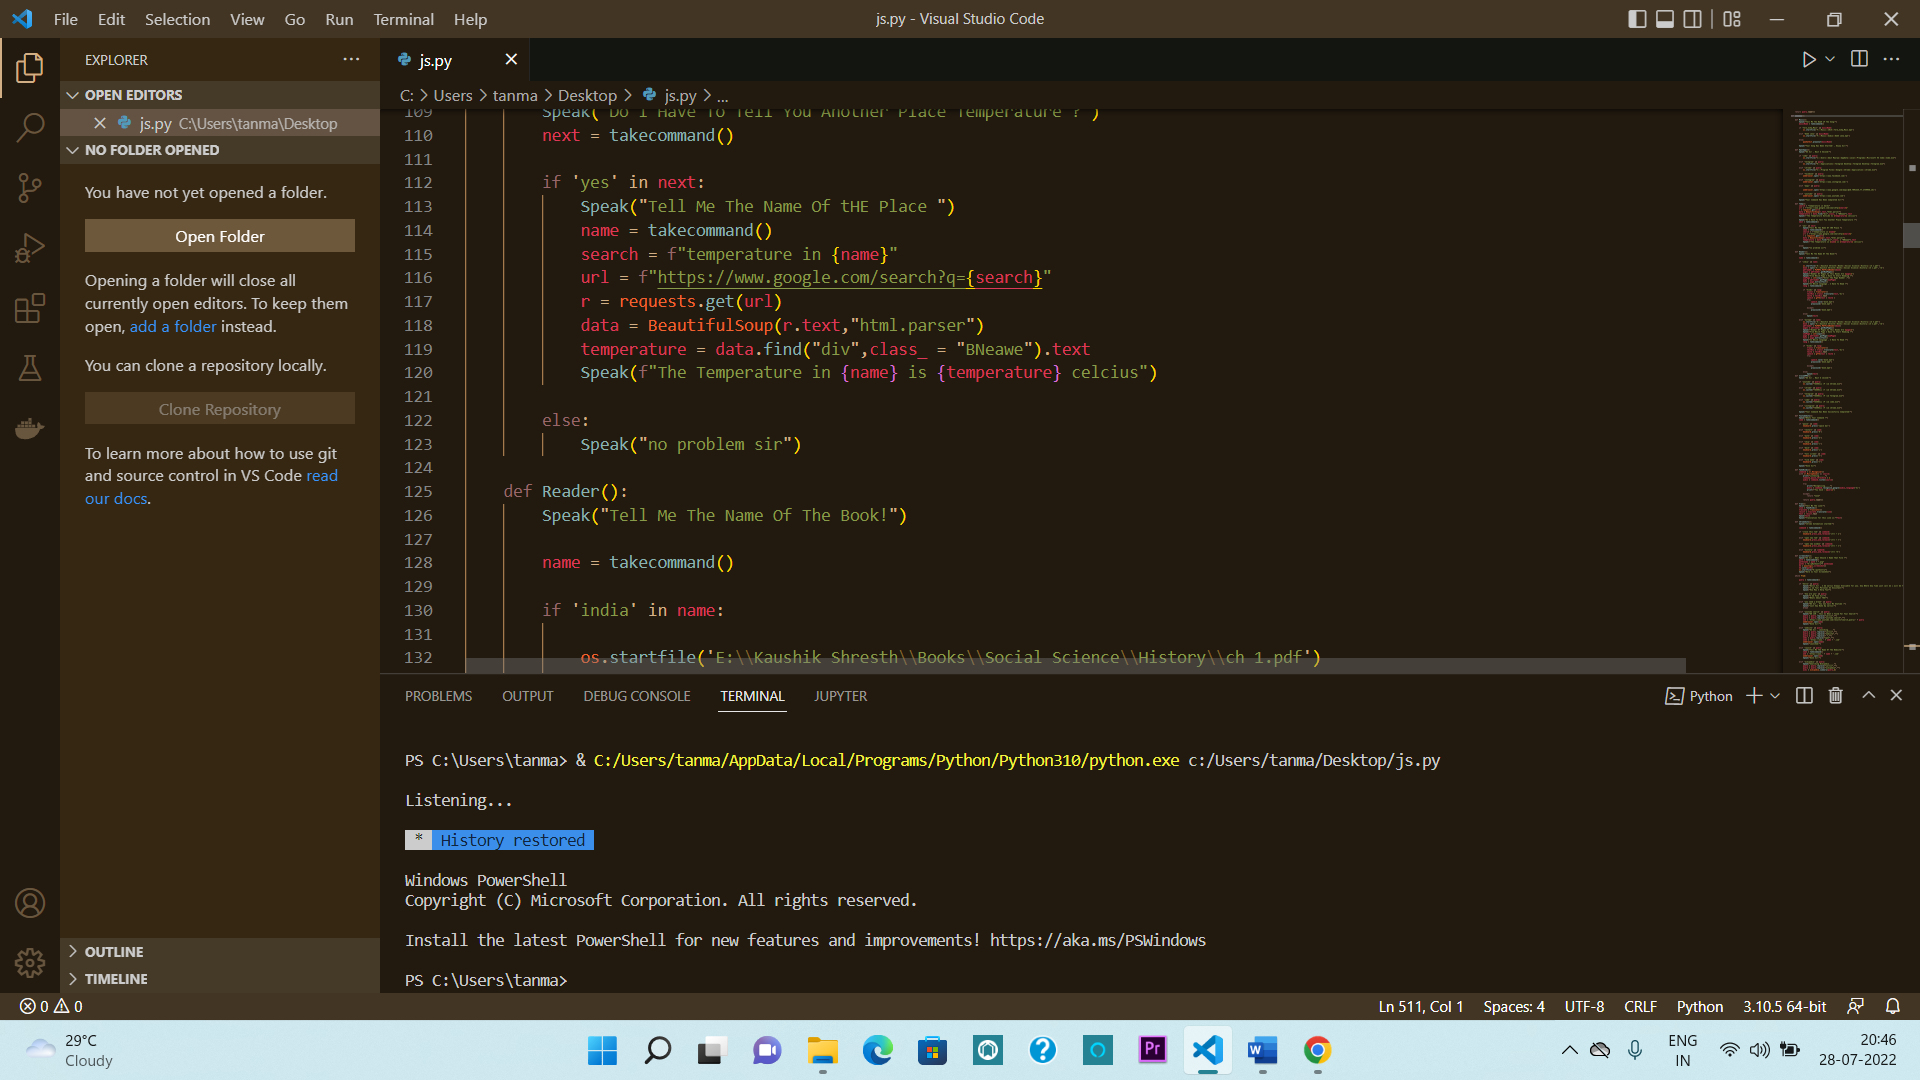 File Edit Selection View Go Run Terminal Help
js.py - Visual Studio Code
EXPLORER
OPEN EDITORS
js.py C:\Users\tanma\Desktop
NO FOLDER OPENED
You have not yet opened a folder.
Open Folder
Opening a folder will close all
currently open editors. To keep them
open, add a folder instead.
You can clone a repository locally.
Clone Repository
To learn more about how to use git
and source control in VS Code read
our docs.
OUTLINE
TIMELINE
js.py
C: > Users > tanma > Desktop > js.py > ...
109 Speak("Do I Have To Tell You Another Place Temperature ?")
110 next = takecommand()
111
112 if 'yes' in next:
113 Speak("Tell Me The Name Of tHE Place ")
114 name = takecommand()
115 search = f"temperature in {name}"
116 url = f"https://www.google.com/search?q={search}"
117 r = requests.get(url)
118 data = BeautifulSoup(r.text,"html.parser")
119 temperature = data.find("div",class_ = "BNeawe").text
120 Speak(f"The Temperature in {name} is {temperature} celcius")
121
122 else:
123 Speak("no problem sir")
124
125 def Reader():
126 Speak("Tell Me The Name Of The Book!")
127
128 name = takecommand()
129
130 if 'india' in name:
131
132 os.startfile('E:\\Kaushik Shresth\\Books\\Social Science\\History\\ch 1.pdf')
PROBLEMS OUTPUT DEBUG CONSOLE TERMINAL JUPYTER
Python
PS C:\Users\tanma> & C:/Users/tanma/AppData/Local/Programs/Python/Python310/python.exe c:/Users/tanma/Desktop/js.py
Listening...
* History restored
Windows PowerShell
Copyright (C) Microsoft Corporation. All rights reserved.
Install the latest PowerShell for new features and improvements! https://aka.ms/PSWindows
PS C:\Users\tanma>
0 0
Ln 511, Col 1 Spaces: 4 UTF-8 CRLF Python 3.10.5 64-bit
29°C
Cloudy
Pr
W
ENG
IN
20:46
28-07-2022